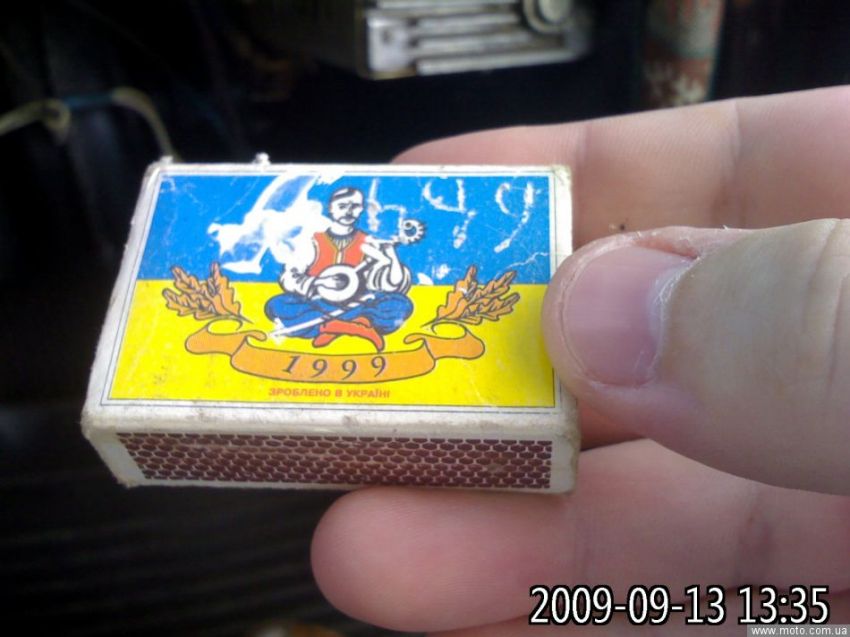 1999
ЗРОБЛЕНО В УКРАЇНІ
2009-09-13 13:35
www.moto.com.ua